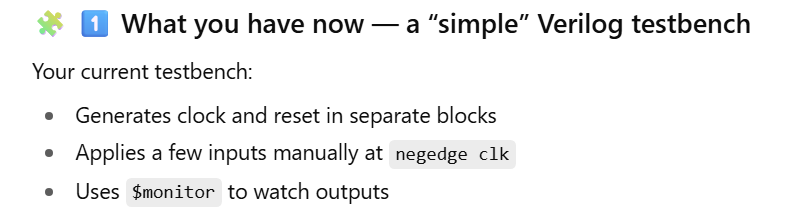 🧩 1️⃣ What you have now — a “simple” Verilog testbench
Your current testbench:
• Generates clock and reset in separate blocks
• Applies a few inputs manually at negedge clk
• Uses $monitor to watch outputs